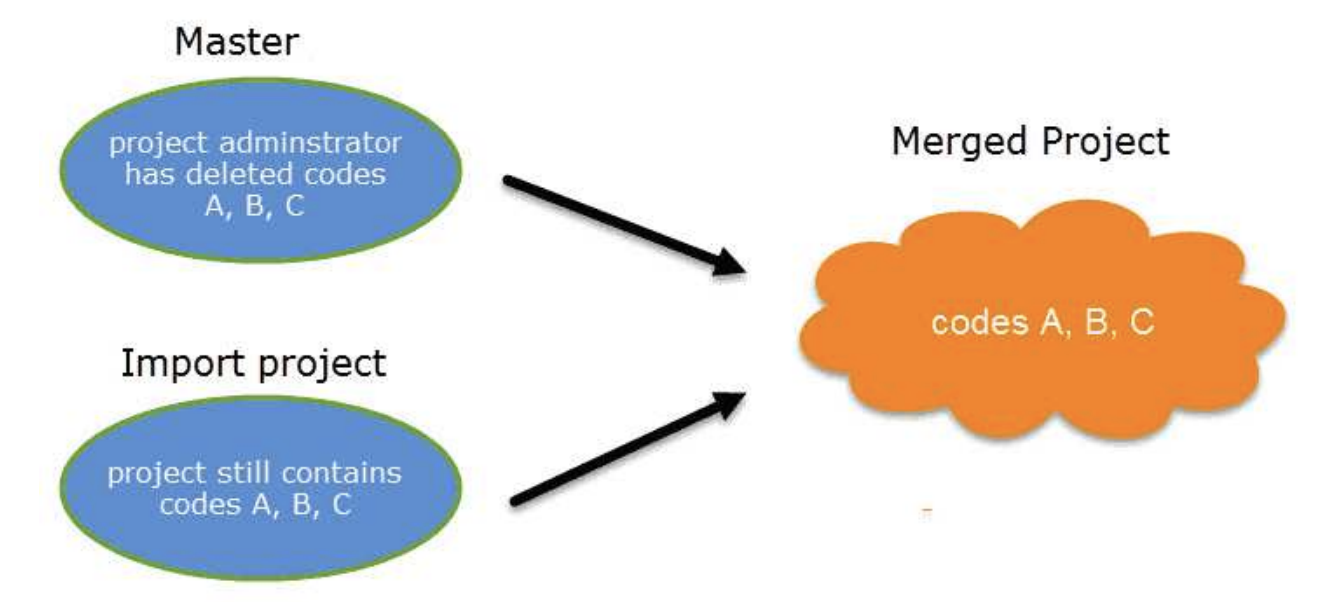 Master
project adminstrator
has deleted codes
A, B, C
Import project
project still contains
codes A, B, C
Merged Project
codes A, B, C